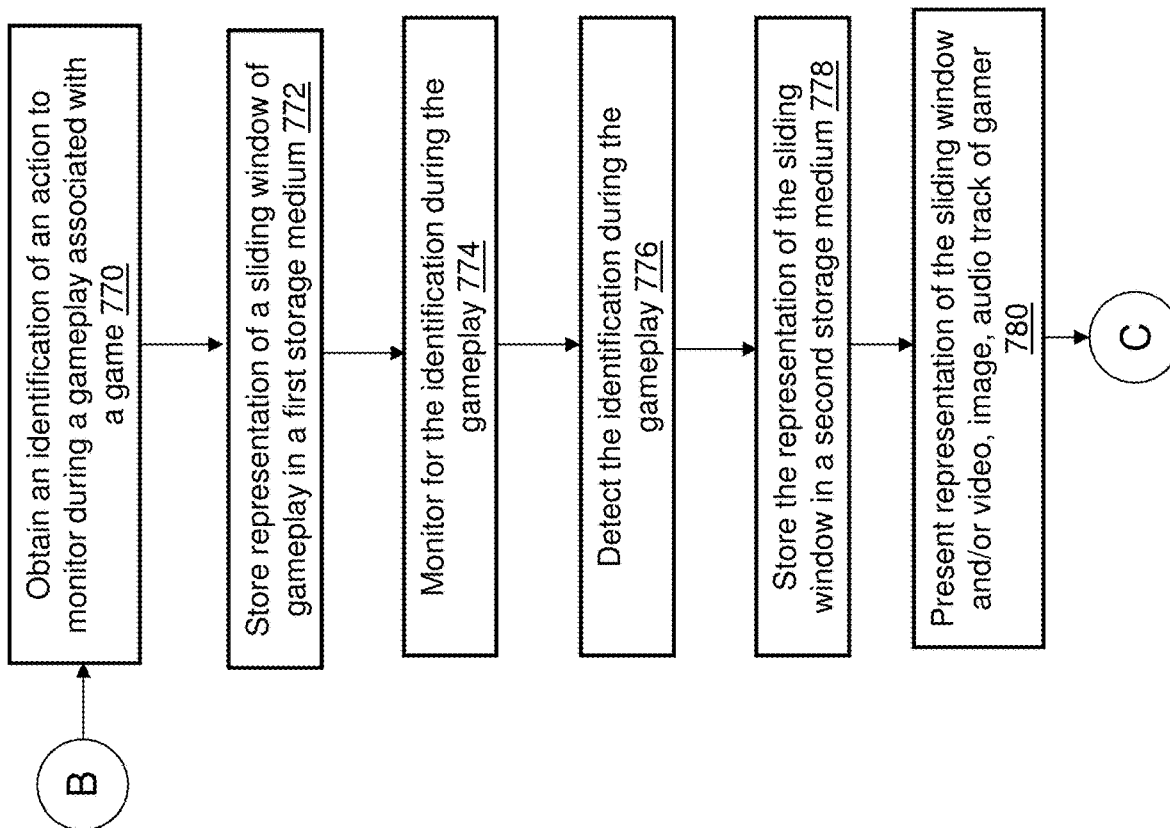 B
Obtain an identification of an action to
monitor during a gameplay associated with
a game 770
Store representation of a sliding window of
gameplay in a first storage medium 772
Monitor for the identification during the
gameplay 774
Detect the identification during the
gameplay 776
Store the representation of the sliding
window in a second storage medium 778
Present representation of the sliding window
and/or video, image, audio track of gamer
780
C